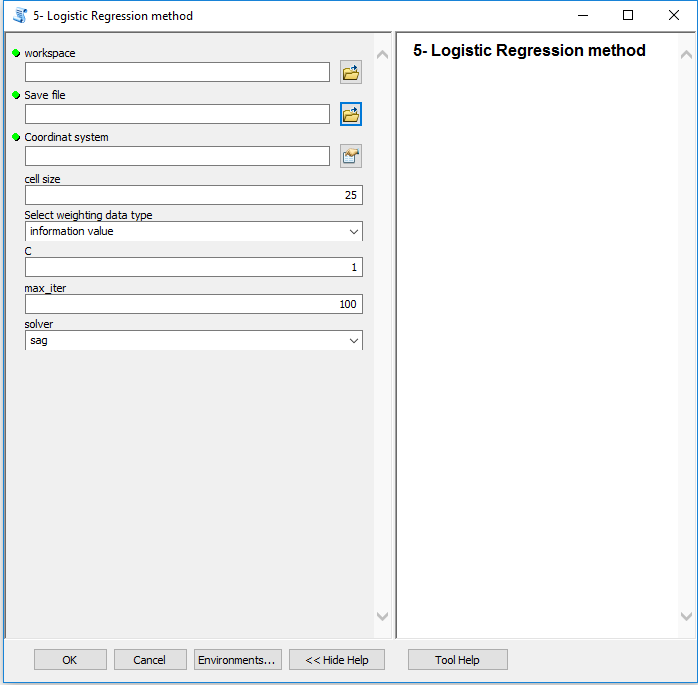 5- Logistic Regression method
workspace
Save file
Coordinat system
cell size
25
Select weighting data type
information value
C
1
max_iter
100
solver
sag
5- Logistic Regression method
OK
Cancel
Environments...
<< Hide Help
Tool Help